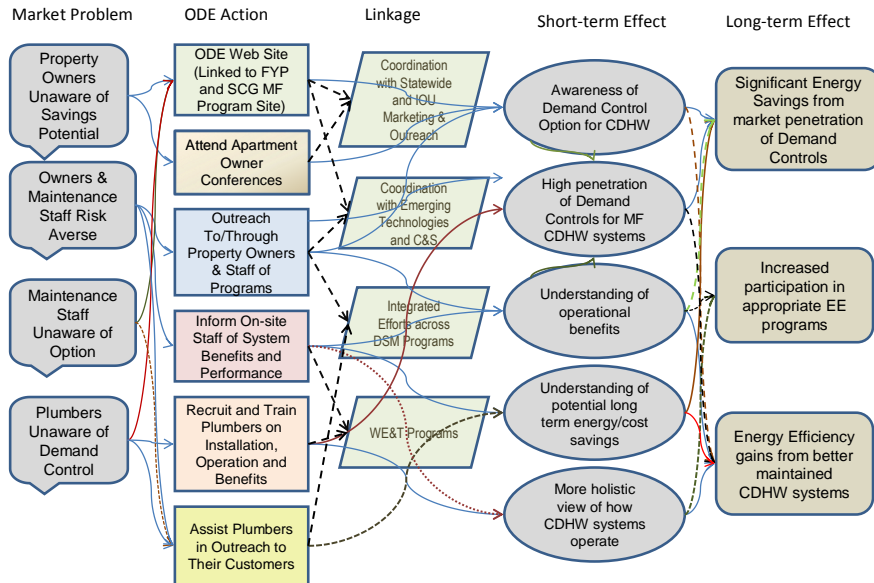 Market Problem
ODE Action
Linkage
Short-term Effect
Long-term Effect
Property
Owners
Unaware of
Savings
Potential
Owners &
Maintenance
Staff Risk
Averse
Maintenance
Staff
Unaware of
Option
Plumbers
Unaware of
Demand
Control
ODE Web Site
(Linked to FYP
and SCG MF
Program Site)
Attend Apartment
Owner
Conferences
Outreach
To/Through
Property Owners
& Staff of
Programs
Inform On-site
Staff of System
Benefits and
Performance
Recruit and Train
Plumbers on
Installation,
Operation and
Benefits
Assist Plumbers
in Outreach to
Their Customers
Coordination
with Statewide
and IOU
Marketing &
Outreach
Coordination
with Emerging
Technologies
and C&S
Integrated
Efforts across
DSM Programs
WE&T Programs
Awareness of
Demand Control
Option for CDHW
High penetration
of Demand
Controls for MF
CDHW systems
Understanding of
operational
benefits
Understanding of
potential long
term energy/cost
savings
More holistic
view of how
CDHW systems
operate
Significant Energy
Savings from
market penetration
of Demand
Controls
Increased
participation in
appropriate EE
programs
Energy Efficiency
gains from better
maintained
CDHW systems